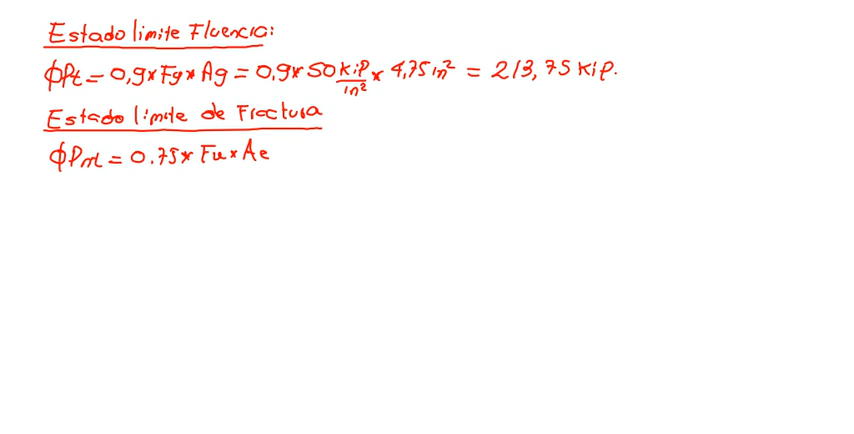 Estado limite Fluencia:
ϕPt = 0,9*Fy*Ag = 0.9* 50 kip/in² * 4,75 in² = 213,75 kip.
Estado limite de Fractura
ϕPnt = 0.75* Fu*Ae